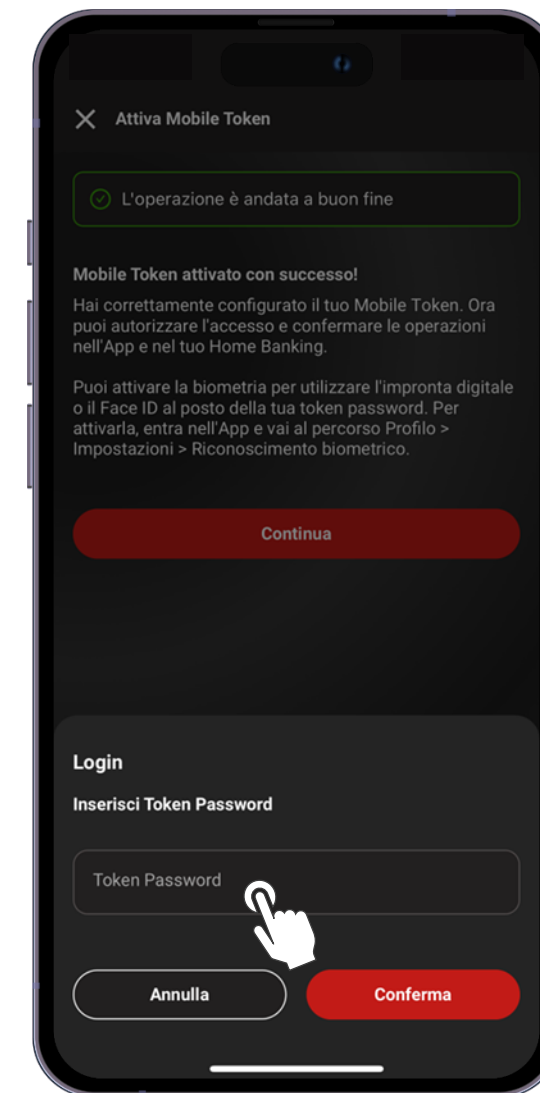 Attiva Mobile Token
L'operazione è andata a buon fine
Mobile Token attivato con successo!
Hai correttamente configurato il tuo Mobile Token. Ora
puoi autorizzare l'accesso e confermare le operazioni
nell'App e nel tuo Home Banking.
Puoi attivare la biometria per utilizzare l'impronta digitale
o il Face ID al posto della tua token password. Per
attivarla, entra nell'App e vai al percorso Profilo >
Impostazioni > Riconoscimento biometrico.
Continua
Login
Inserisci Token Password
Token Password
Annulla
Conferma